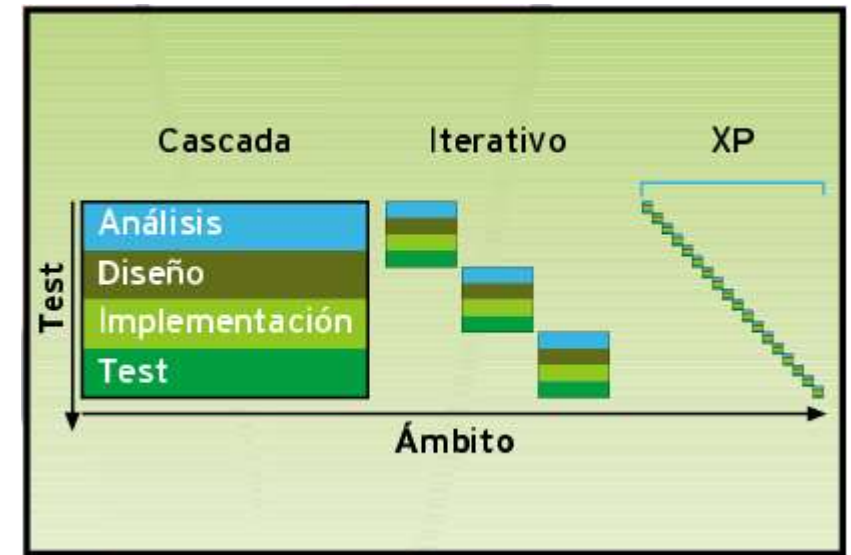 Cascada
Iterativo
XP
Test
Análisis
Diseño
Implementación
Test
Ámbito